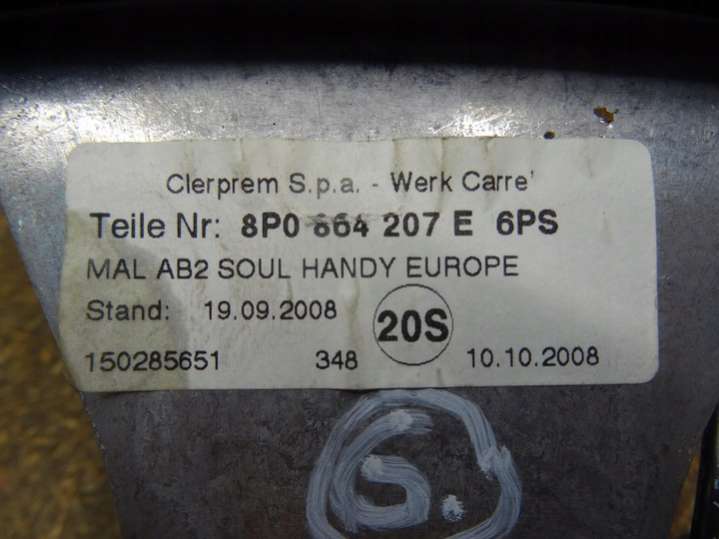 Clerprem S.p.a. - Werk Carre'
Teile Nr: 8P0 864 207 E 6PS
MAL AB2 SOUL HANDY EUROPE
Stand: 19.09.2008
20S
150285651 348 10.10.2008
G.